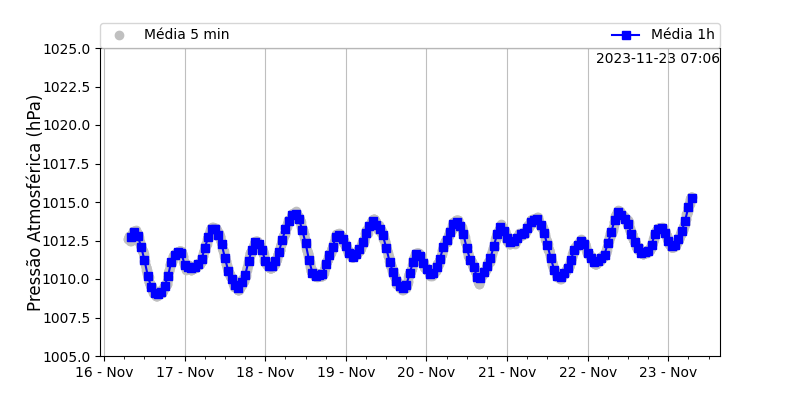 Média 5 min
Média 1h
2023-11-23 07:06
Pressão Atmosférica (hPa)
1025.0
1022.5
1020.0
1017.5
1015.0
1012.5
1010.0
1007.5
1005.0
16 - Nov
17 - Nov
18 - Nov
19 - Nov
20 - Nov
21 - Nov
22 - Nov
23 - Nov